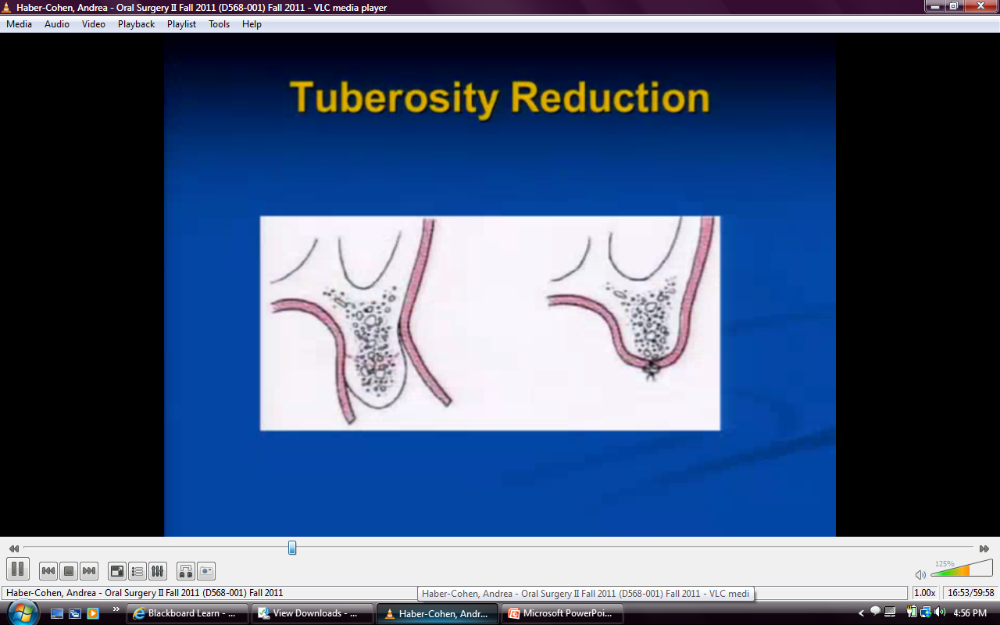 Haber-Cohen, Andrea - Oral Surgery II Fall 2011 (D568-001) Fall 2011 - VLC media player
Media Audio Video Playback Playlist Tools Help
Tuberosity Reduction
125%
Haber-Cohen, Andrea - Oral Surgery II Fall 2011 (D568-001) Fall 2011
Haber-Cohen, Andrea - Oral Surgery II Fall 2011 (D568-001) Fall 2011 - VLC medi
1.00x
16:53/59:58
Blackboard Learn - ...
View Downloads - ...
Haber-Cohen, Andr...
Microsoft PowerPoi...
4:56 PM